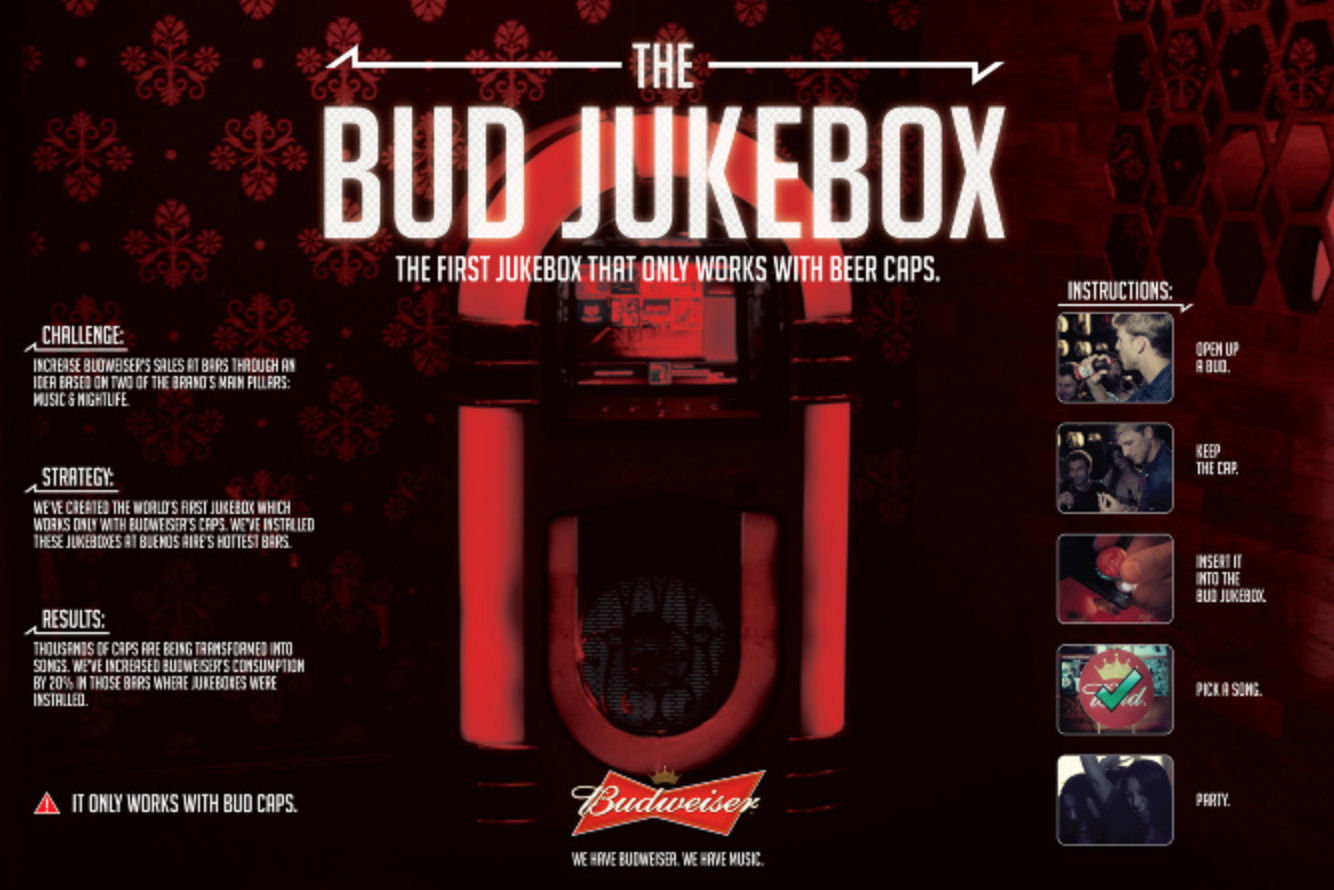 THE
BUD JUKEBOX
THE FIRST JUKEBOX THAT ONLY WORKS WITH BEER CAPS.
CHALLENGE:
INCREASE BUDWEISER'S SALES AT BARS THROUGH AN
IDEA BASED ON TWO OF THE BRAND'S MAIN PILLARS:
MUSIC & NIGHTLIFE.
STRATEGY:
WE'VE CREATED THE WORLD'S FIRST JUKEBOX WHICH
WORKS ONLY WITH BUDWEISER'S CAPS. WE'VE INSTALLED
THESE JUKEBOXES AT BUENOS AIRE'S HOTTEST BARS.
RESULTS:
THOUSANDS OF CAPS ARE BEING TRANSFORMED INTO
SONGS. WE'VE INCREASED BUDWEISER'S CONSUMPTION
BY 20% IN THOSE BARS WHERE JUKEBOXES WERE
INSTALLED.
IT ONLY WORKS WITH BUD CAPS.
Budweiser
WE HAVE BUDWEISER. WE HAVE MUSIC.
INSTRUCTIONS:
OPEN UP
A BUD.
KEEP
THE CAP.
INSERT IT
INTO THE
BUD JUKEBOX.
PICK A SONG.
PARTY.